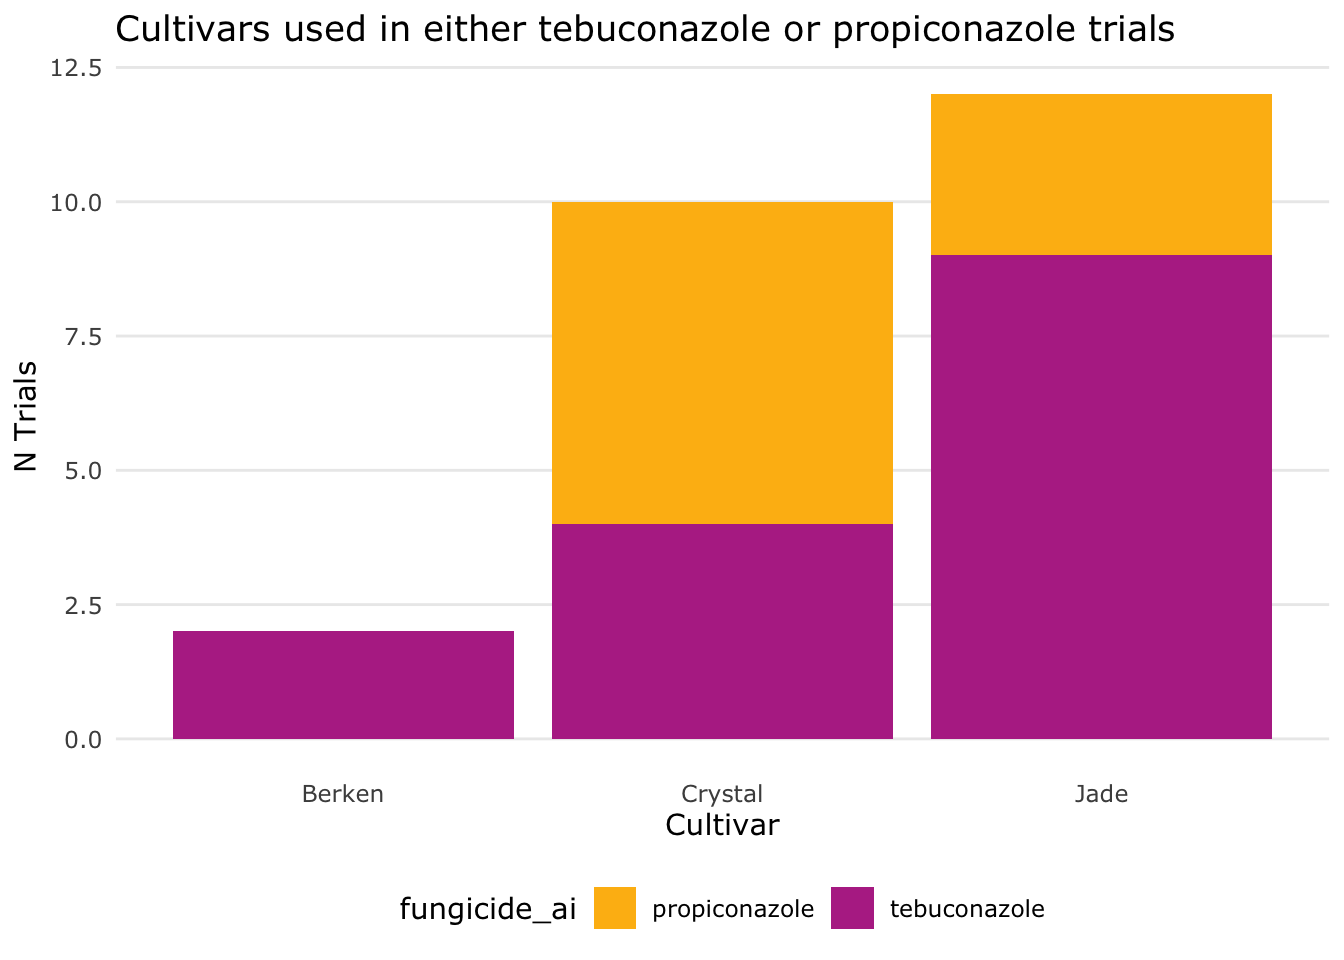 Cultivars used in either tebuconazole or propiconazole trials
12.5
10.0
7.5
5.0
2.5
0.0
N Trials
Berken Crystal Jade
Cultivar
fungicide_ai propiconazole tebuconazole